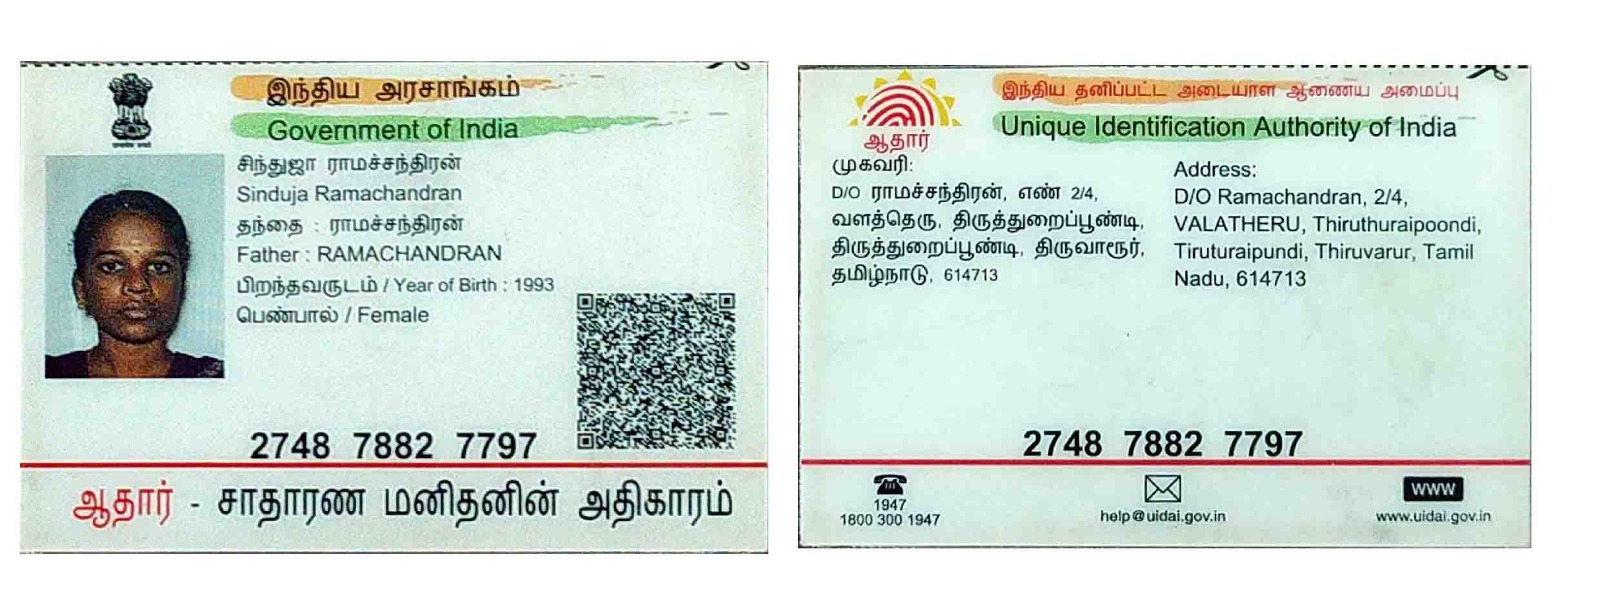 இந்திய அரசாங்கம்
Government of India
சிந்துஜா ராமச்சந்திரன்
Sinduja Ramachandran
தந்தை : ராமச்சந்திரன்
Father : RAMACHANDRAN
பிறந்தவருடம் / Year of Birth : 1993
பெண்பால் / Female
2748 7882 7797
ஆதார் - சாதாரண மனிதனின் அதிகாரம்
இந்திய தனிப்பட்ட அடையாள ஆணைய அமைப்பு
Unique Identification Authority of India
ஆதார்
முகவரி:
D/O ராமச்சந்திரன், எண் 2/4,
வளத்தெரு, திருத்துறைப்பூண்டி,
திருத்துறைப்பூண்டி, திருவாரூர்,
தமிழ்நாடு, 614713
Address:
D/O Ramachandran, 2/4,
VALATHERU, Thiruthuraipoondi,
Tiruturaipundi, Thiruvarur, Tamil
Nadu, 614713
2748 7882 7797
1947
1800 300 1947
help@uidai.gov.in
WWW
www.uidai.gov.in